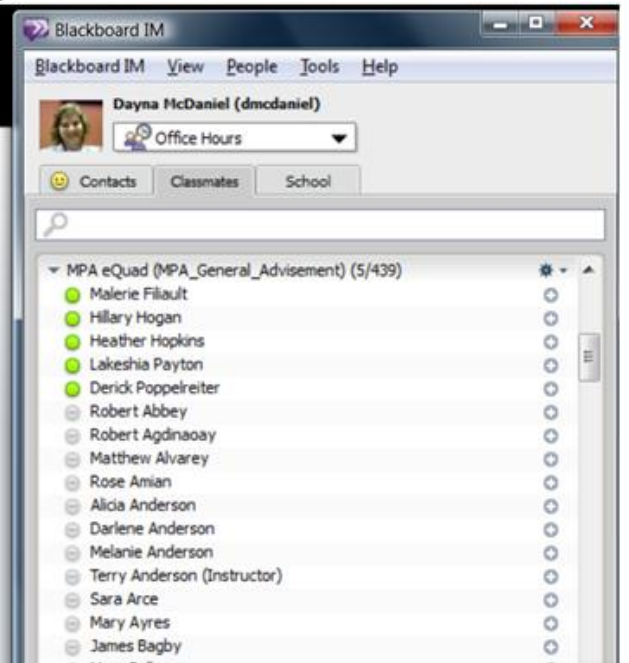 Blackboard IM
Blackboard IM View People Tools Help
Dayna McDaniel (dmcdaniel)
Office Hours
Contacts Classmates School
MPA eQuad (MPA_General_Advisement) (5/439)
Malerie Filiault
Hillary Hogan
Heather Hopkins
Lakeshia Payton
Derick Poppelreiter
Robert Abbey
Robert Agdinaoay
Matthew Alvarey
Rose Amian
Alicia Anderson
Darlene Anderson
Melanie Anderson
Terry Anderson (Instructor)
Sara Arce
Mary Ayres
James Bagby